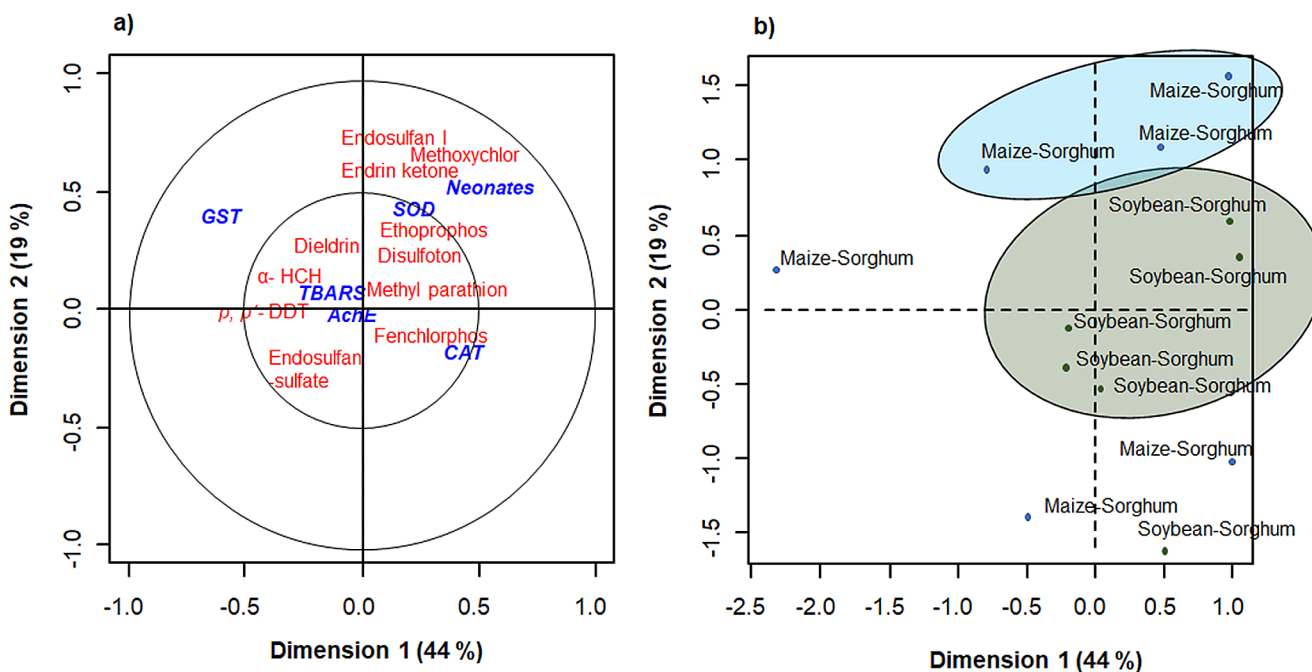 a)
1.0
0.5
0.0
-0.5
-1.0
Dimension 2 (19 %)
Endosulfan I
Methoxychlor
Endrin ketone
Neonates
GST
SOD
Ethoprophos
Dieldrin
Disulfoton
α- HCH
TBARS
Methyl parathion
p, p´- DDT
AchE
Fenchlorphos
CAT
Endosulfan
-sulfate
-1.0 -0.5 0.0 0.5 1.0
Dimension 1 (44 %)
b)
1.5
1.0
0.5
0.0
-0.5
-1.0
-1.5
Dimension 2 (19 %)
Maize-Sorghum
Maize-Sorghum
Maize-Sorghum
Soybean-Sorghum
Maize-Sorghum
Soybean-Sorghum
Soybean-Sorghum
Soybean-Sorghum
Soybean-Sorghum
Maize-Sorghum
Maize-Sorghum
Soybean-Sorghum
-2.5 -2.0 -1.5 -1.0 -0.5 0.0 0.5 1.0
Dimension 1 (44 %)